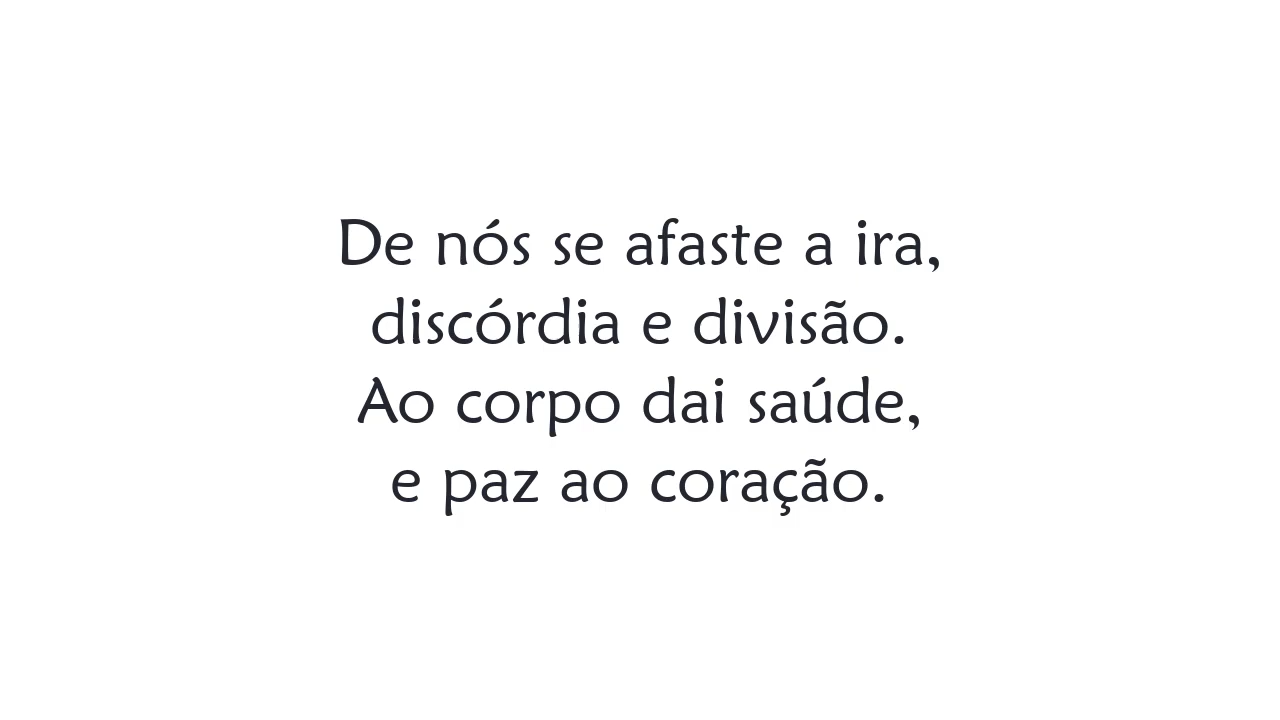 De nós se afaste a ira,
discórdia e divisão.
Ao corpo dai saúde,
e paz ao coração.